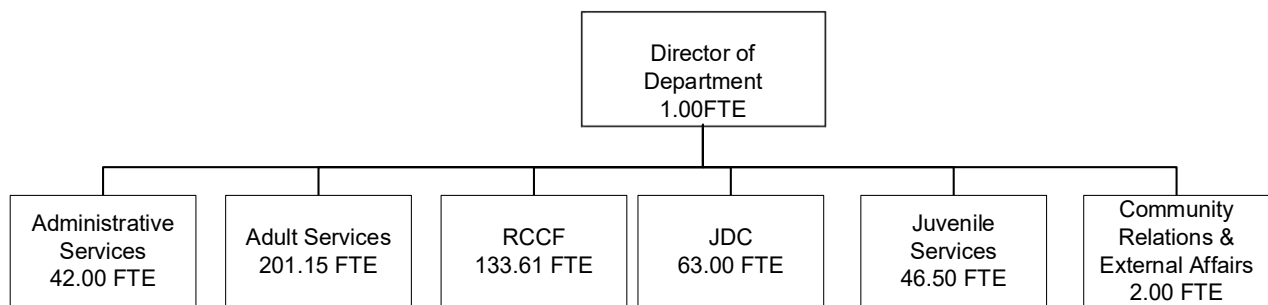 Director of
Department
1.00FTE
Administrative
Services
42.00 FTE
Adult Services
201.15 FTE
RCCF
133.61 FTE
JDC
63.00 FTE
Juvenile
Services
46.50 FTE
Community
Relations &
External Affairs
2.00 FTE